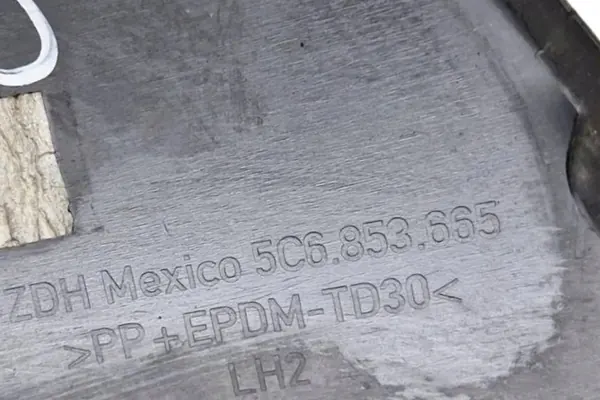 ZDH Mexico 5C6.853.665
>PP+EPDM-TD30<
LH2